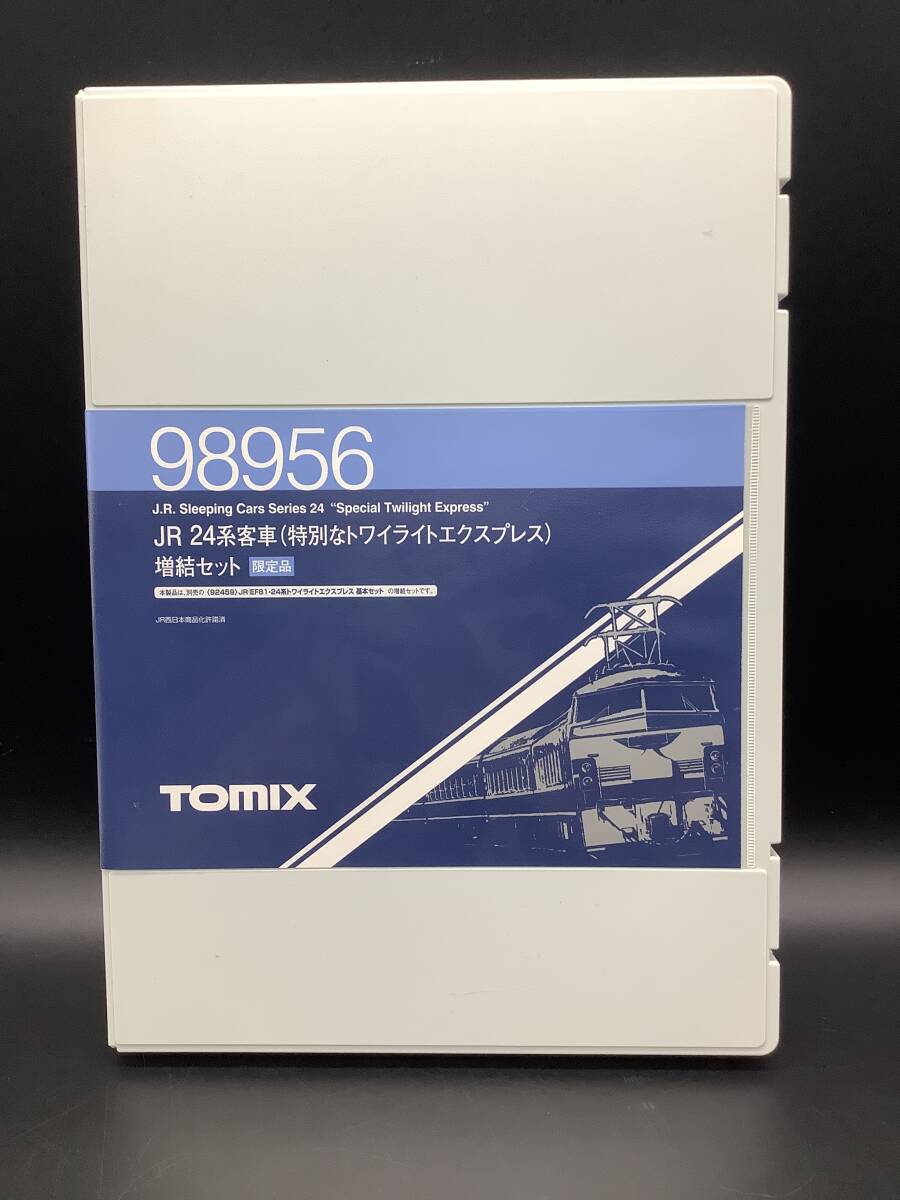 98956
J.R. Sleeping Cars Series 24 “Special Twilight Express”
JR 24系客車(特別なトワイライトエクスプレス)
増結セット 限定品
本製品は、別売の〈92459〉JR EF81・24系トワイライトエクスプレス 基本セット の増結セットです。
JR西日本商品化許諾済
TOMIX